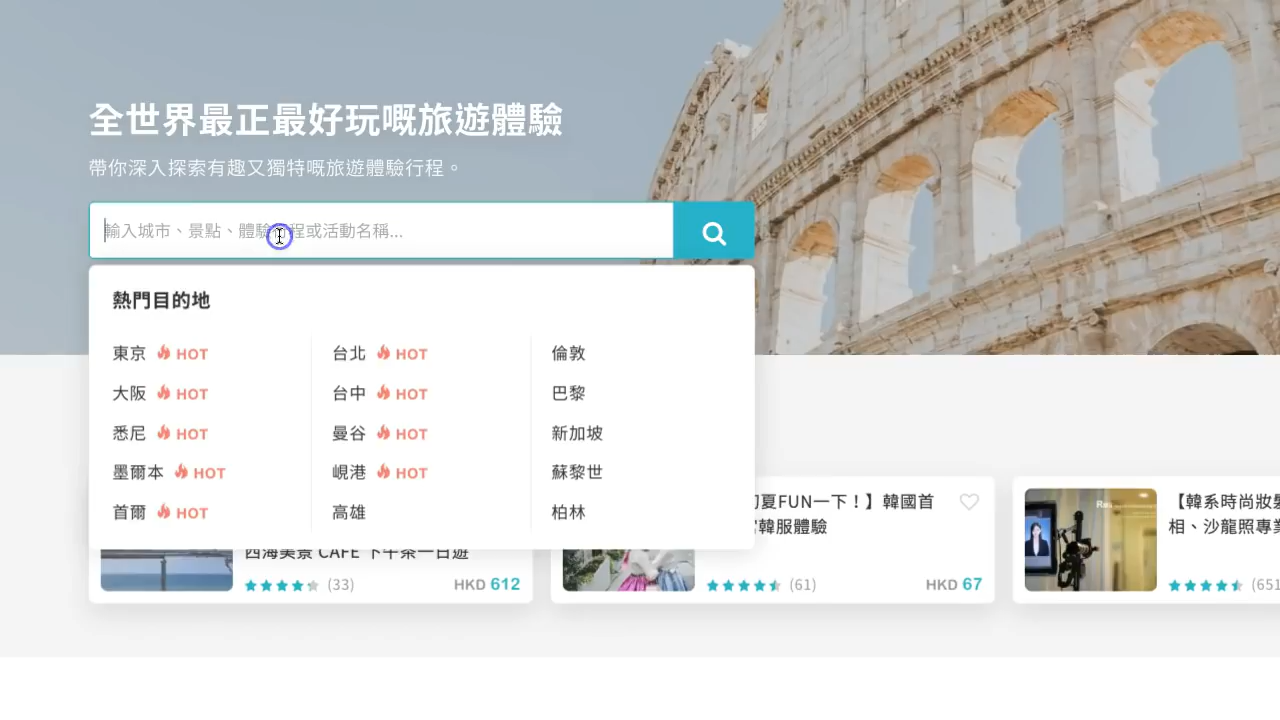 全世界最正最好玩嘅旅遊體驗
帶你深入探索有趣又獨特嘅旅遊體驗行程。
輸入城市、景點、體驗行程或活動名稱...
熱門目的地
東京 HOT
台北 HOT
倫敦
大阪 HOT
台中 HOT
巴黎
悉尼 HOT
曼谷 HOT
新加坡
墨爾本 HOT
峴港 HOT
蘇黎世
首爾 HOT
高雄
柏林
四海美景 CAFE 下午茶一日遊
(33)
HKD 612
夏FUN一下！】韓國首
韓服體驗
(61)
HKD 67
【韓系時尚妝
相、沙龍照專
(651